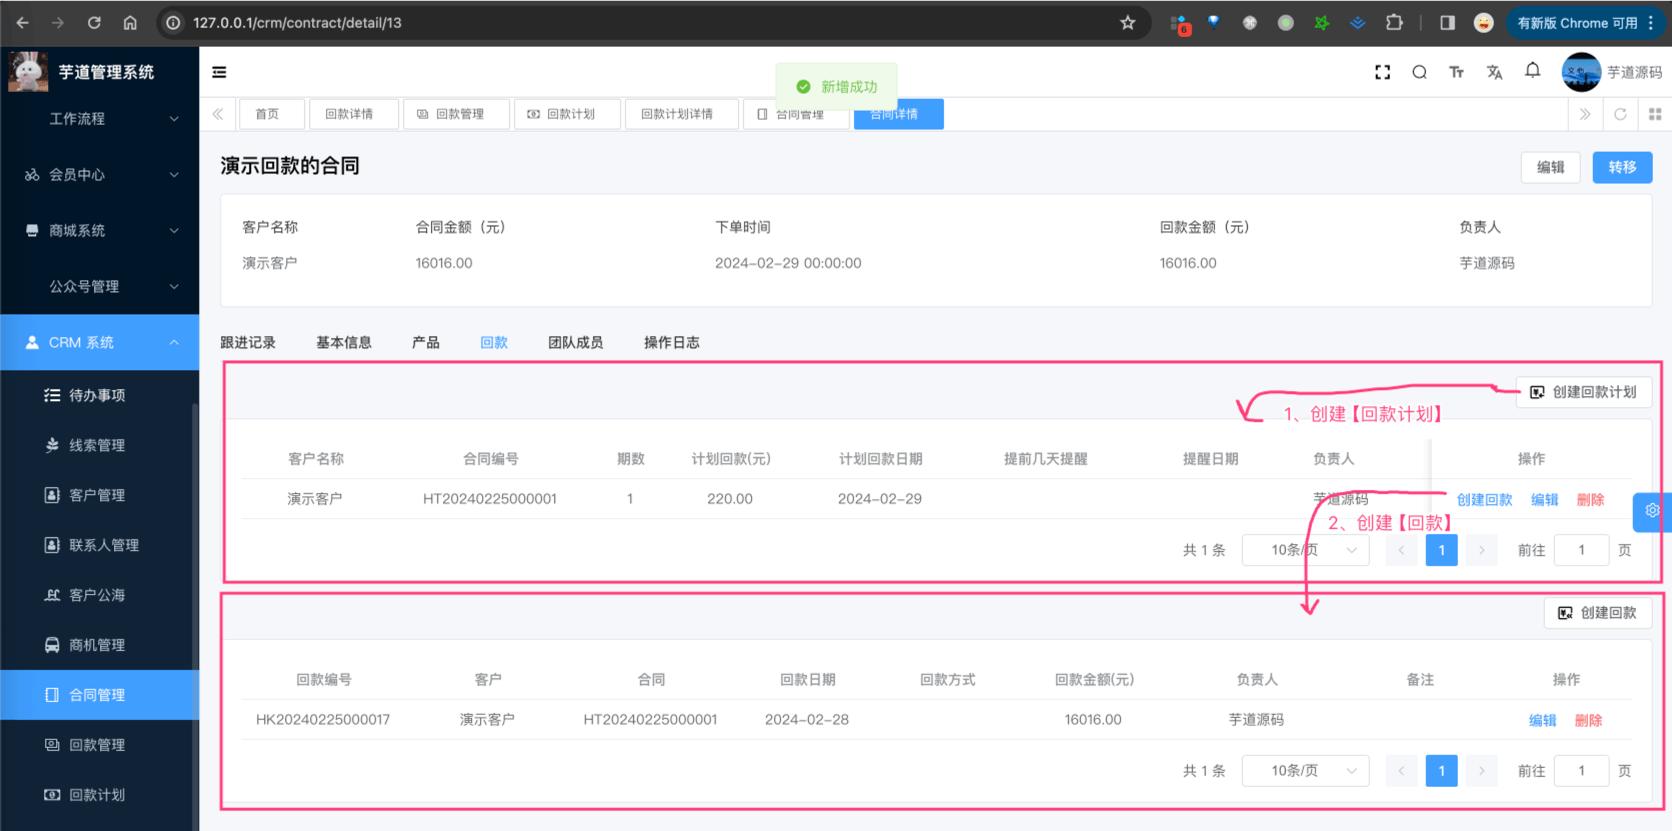 127.0.0.1/crm/contract/detail/13
6
有新版 Chrome 可用
芋道管理系统
新增成功
芋道源码
工作流程
首页
回款详情
回款管理
回款计划
回款计划详情
合同管理
合同详情
演示回款的合同
编辑
转移
会员中心
商城系统
公众号管理
CRM 系统
待办事项
线索管理
客户管理
联系人管理
客户公海
商机管理
合同管理
回款管理
回款计划
客户名称 合同金额（元） 下单时间 回款金额（元） 负责人
演示客户 16016.00 2024-02-29 00:00:00 16016.00 芋道源码
跟进记录 基本信息 产品 回款 团队成员 操作日志
创建回款计划
1、创建【回款计划】
客户名称 合同编号 期数 计划回款(元) 计划回款日期 提前几天提醒 提醒日期 负责人 操作
演示客户 HT20240225000001 1 220.00 2024-02-29 芋道源码 创建回款 编辑 删除
2、创建【回款】
共 1 条 10条/页 1 前往 1 页
创建回款
回款编号 客户 合同 回款日期 回款方式 回款金额(元) 负责人 备注 操作
HK20240225000017 演示客户 HT20240225000001 2024-02-28 16016.00 芋道源码 编辑 删除
共 1 条 10条/页 1 前往 1 页